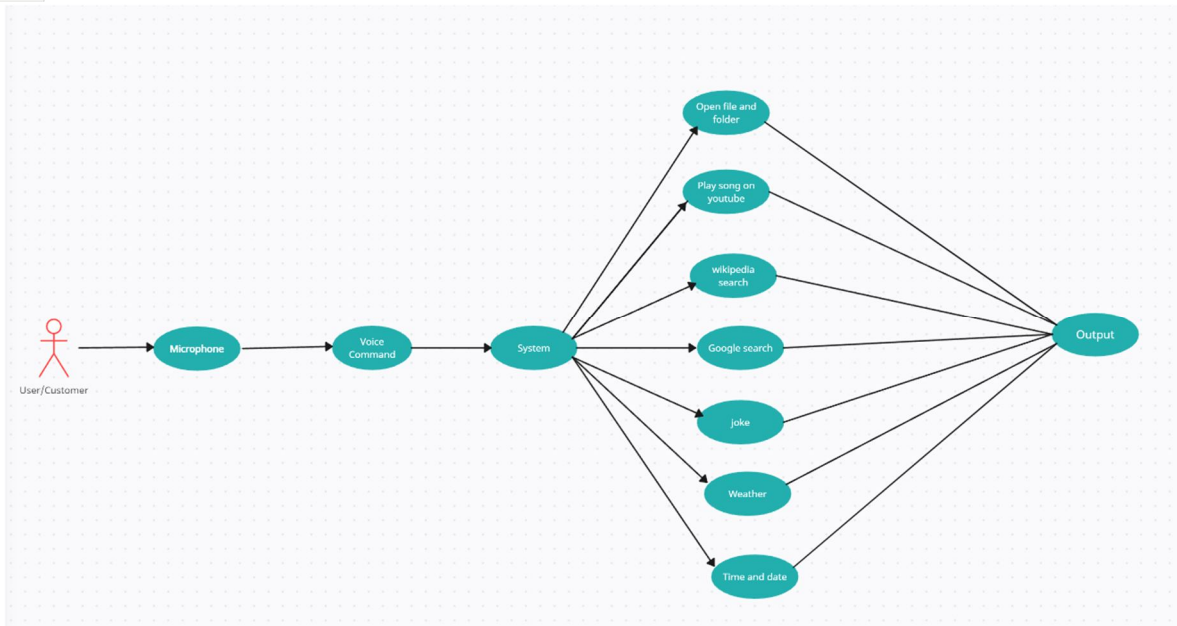 User/Customer
Microphone
Voice
Command
System
Open file and
folder
Play song on
youtube
wikipedia
search
Google search
joke
Weather
Time and date
Output